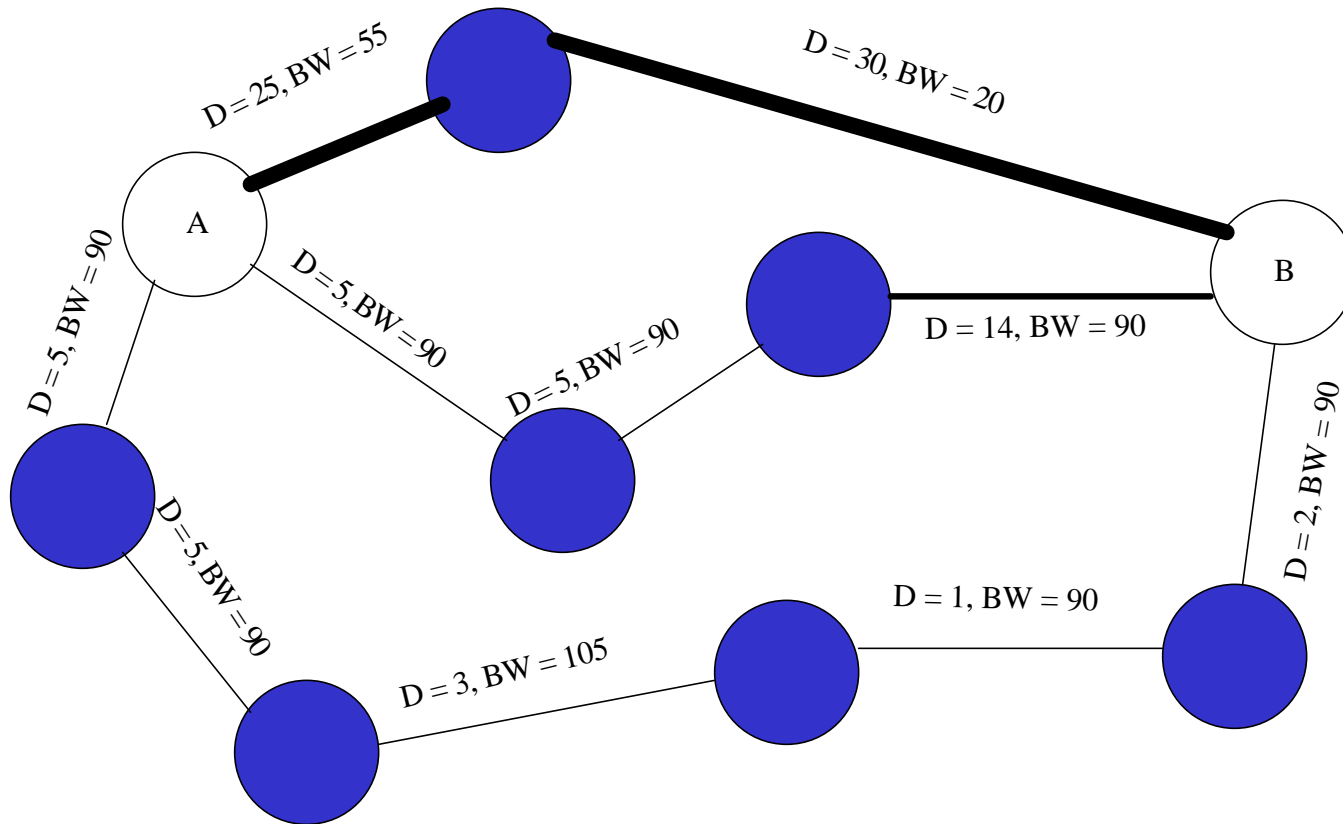 D = 25, BW = 55
D = 30, BW = 20
A
B
D = 5, BW = 90
D = 5, BW = 90
D = 5, BW = 90
D = 14, BW = 90
D = 2, BW = 90
D = 5, BW = 90
D = 1, BW = 90
D = 3, BW = 105